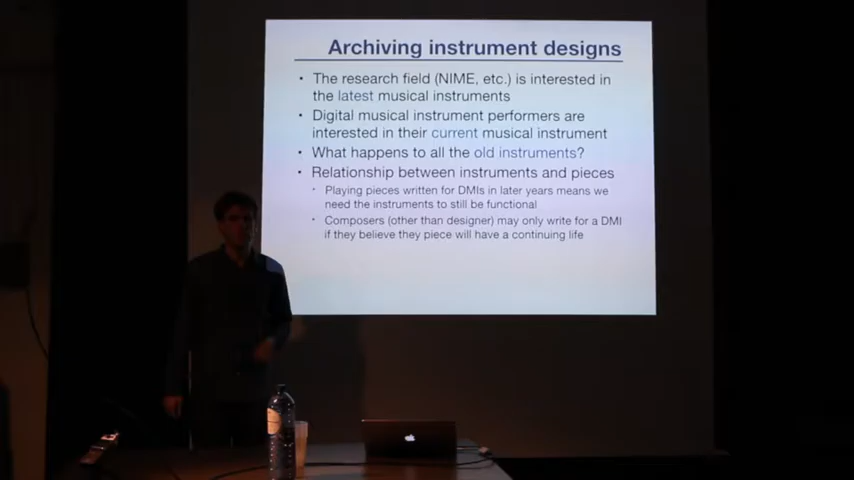 Archiving instrument designs
• The research field (NIME, etc.) is interested in
the latest musical instruments
• Digital musical instrument performers are
interested in their current musical instrument
• What happens to all the old instruments?
• Relationship between instruments and pieces
• Playing pieces written for DMIs in later years means we
need the instruments to still be functional
• Composers (other than designer) may only write for a DMI
if they believe they piece will have a continuing life